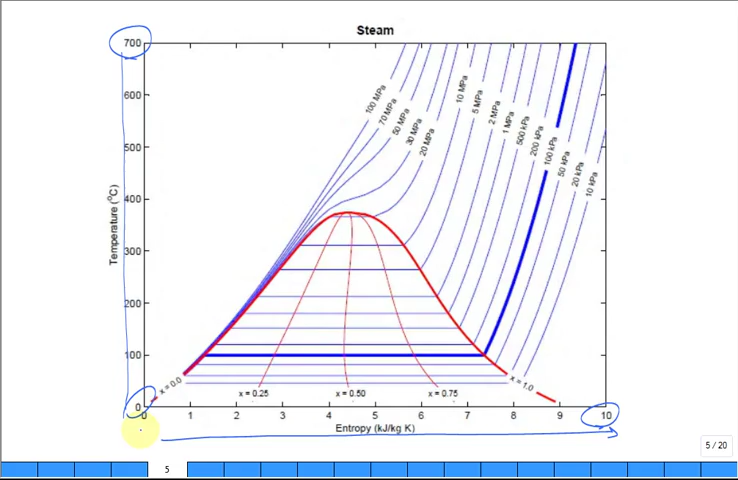 Steam
700
600
500
400
300
200
100
0
Temperature (°C)
100 MPa
70 MPa
50 MPa
30 MPa
20 MPa
10 MPa
5 MPa
2 MPa
1 MPa
500 kPa
200 kPa
100 kPa
50 kPa
20 kPa
10 kPa
x = 0.0
x = 0.25
x = 0.50
x = 0.75
x = 1.0
0 1 2 3 4 5 6 7 8 9 10
Entropy (kJ/kg K)
5 / 20
5